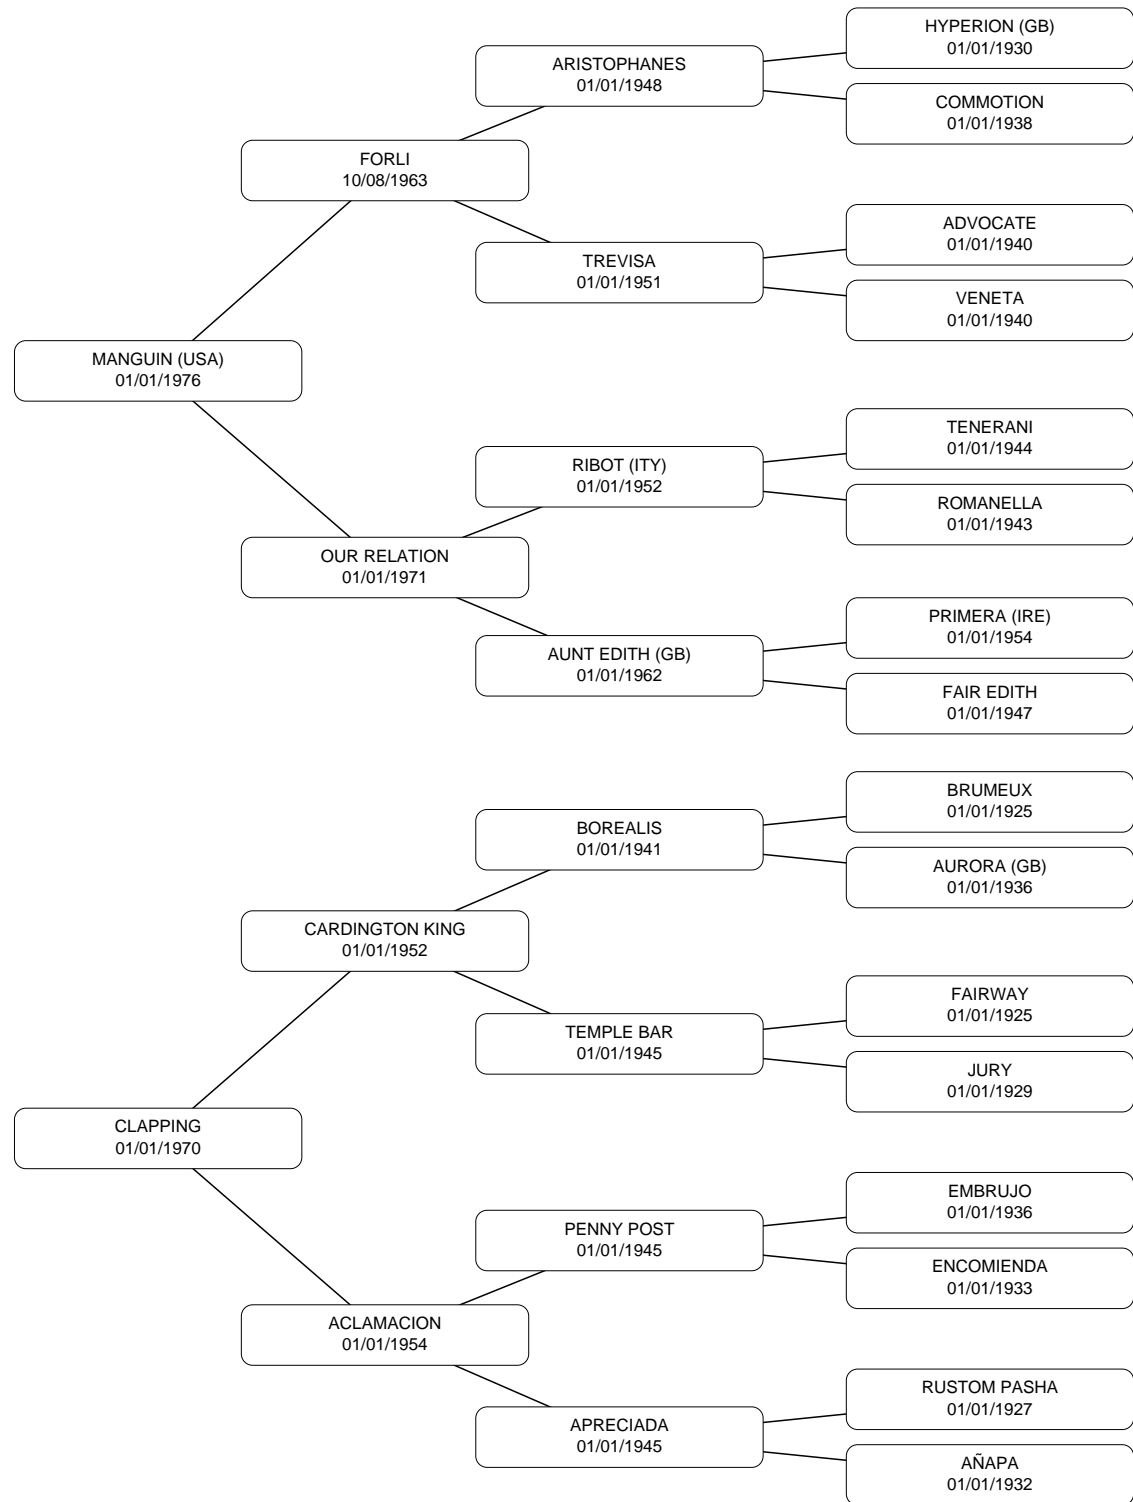 HYPERION (GB)
01/01/1930
ARISTOPHANES
01/01/1948
COMMOTION
01/01/1938
FORLI
10/08/1963
ADVOCATE
01/01/1940
TREVISA
01/01/1951
VENETA
01/01/1940
MANGUIN (USA)
01/01/1976
TENERANI
01/01/1944
RIBOT (ITY)
01/01/1952
ROMANELLA
01/01/1943
OUR RELATION
01/01/1971
PRIMERA (IRE)
01/01/1954
AUNT EDITH (GB)
01/01/1962
FAIR EDITH
01/01/1947
BRUMEUX
01/01/1925
BOREALIS
01/01/1941
AURORA (GB)
01/01/1936
CARDINGTON KING
01/01/1952
FAIRWAY
01/01/1925
TEMPLE BAR
01/01/1945
JURY
01/01/1929
CLAPPING
01/01/1970
EMBRUJO
01/01/1936
PENNY POST
01/01/1945
ENCOMIENDA
01/01/1933
ACLAMACION
01/01/1954
RUSTOM PASHA
01/01/1927
APRECIADA
01/01/1945
AÑAPA
01/01/1932